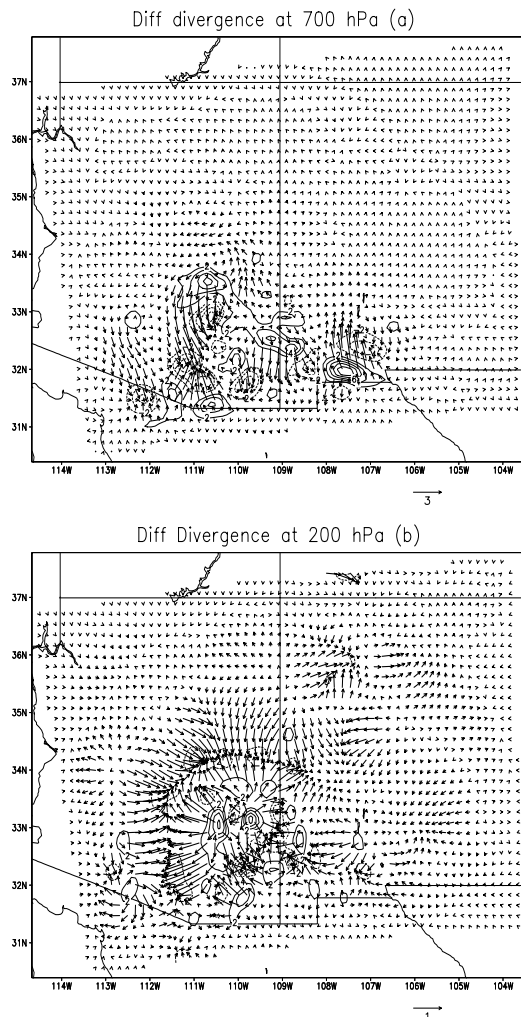 Diff divergence at 700 hPa (a)
37N
36N
35N
34N
33N
32N
31N
114W 113W 112W 111W 110W 109W 108W 107W 106W 105W 104W
3
Diff Divergence at 200 hPa (b)
37N
36N
35N
34N
33N
32N
31N
114W 113W 112W 111W 110W 109W 108W 107W 106W 105W 104W
1